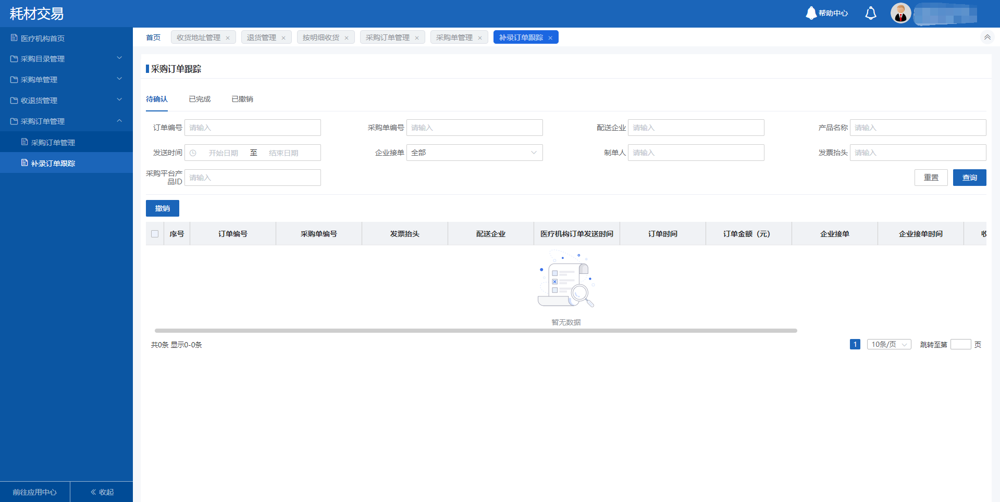 耗材交易
帮助中心
医疗机构首页
采购目录管理
采购单管理
收退货管理
采购订单管理
采购订单管理
补录订单跟踪
前往应用中心
收起
首页 收货地址管理 × 退货管理 × 按明细收货 × 采购订单管理 × 采购单管理 × 补录订单跟踪 ×
采购订单跟踪
待确认 已完成 已撤销
订单编号 请输入 采购单编号 请输入 配送企业 请输入 产品名称 请输入
发送时间 开始日期 至 结束日期 企业接单 全部 制单人 请输入 发票抬头 请输入
采购平台产
品ID 请输入 重置 查询
撤销
序号 订单编号 采购单编号 发票抬头 配送企业 医疗机构订单发送时间 订单时间 订单金额（元） 企业接单 企业接单时间 收
暂无数据
共0条 显示0-0条 1 10条/页 跳转至第 页